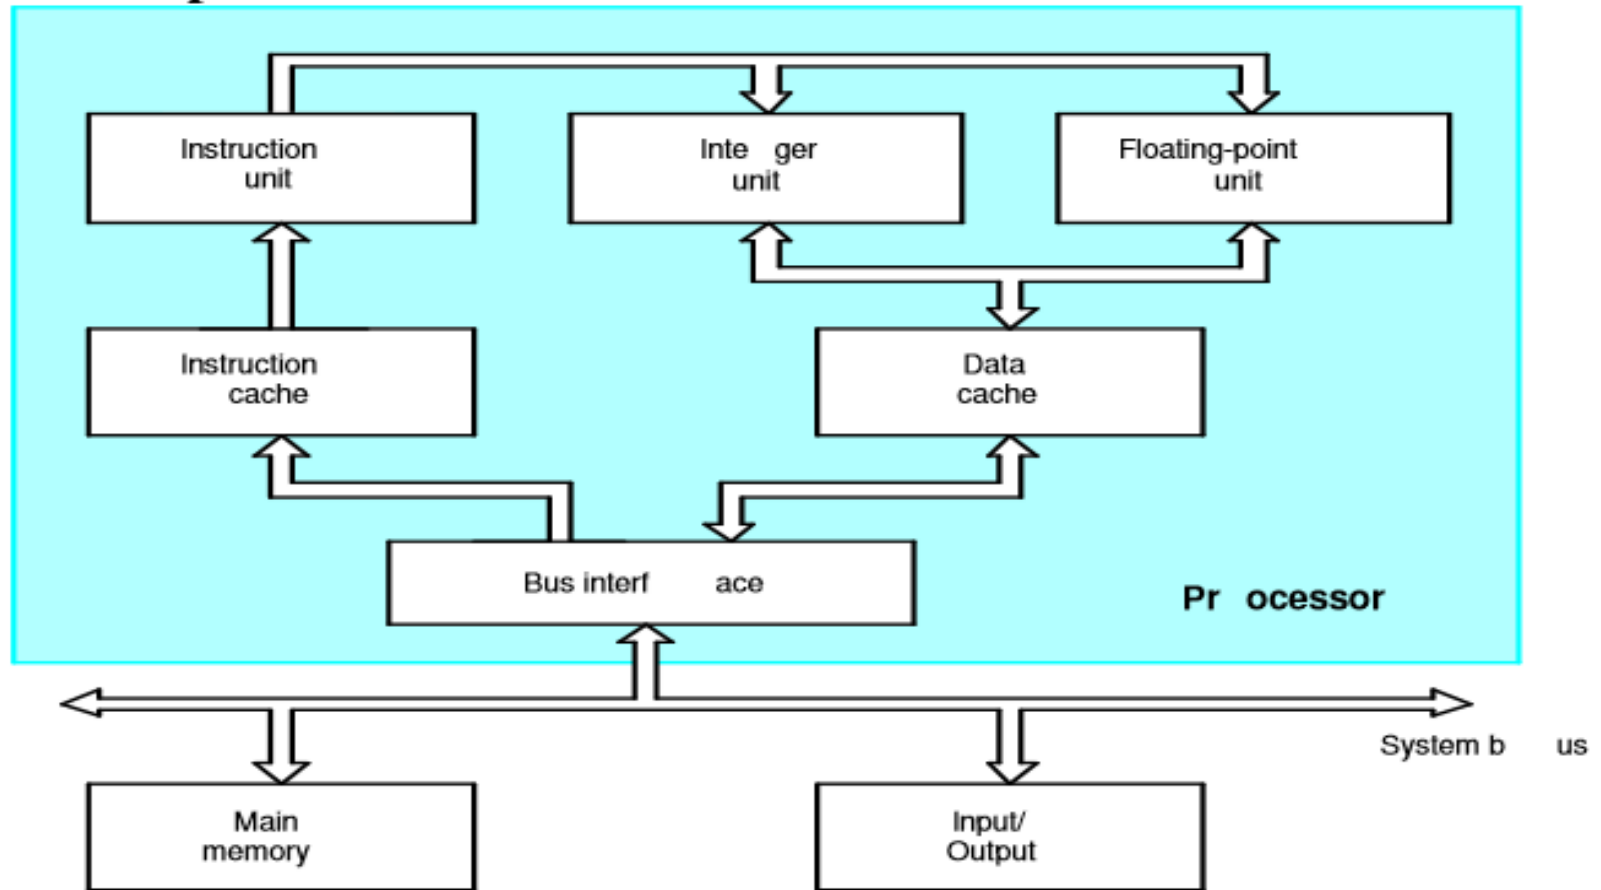 Instruction
unit
Inte ger
unit
Floating-point
unit
Instruction
cache
Data
cache
Bus interf ace
Pr ocessor
System b us
Main
memory
Input/
Output